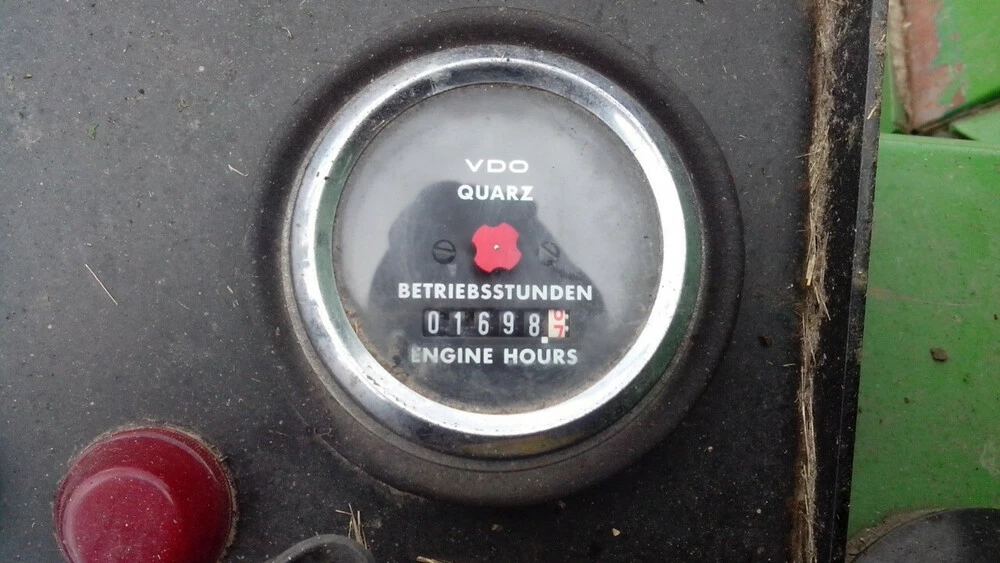 VDO
QUARZ
BETRIEBSSTUNDEN
01698
ENGINE HOURS